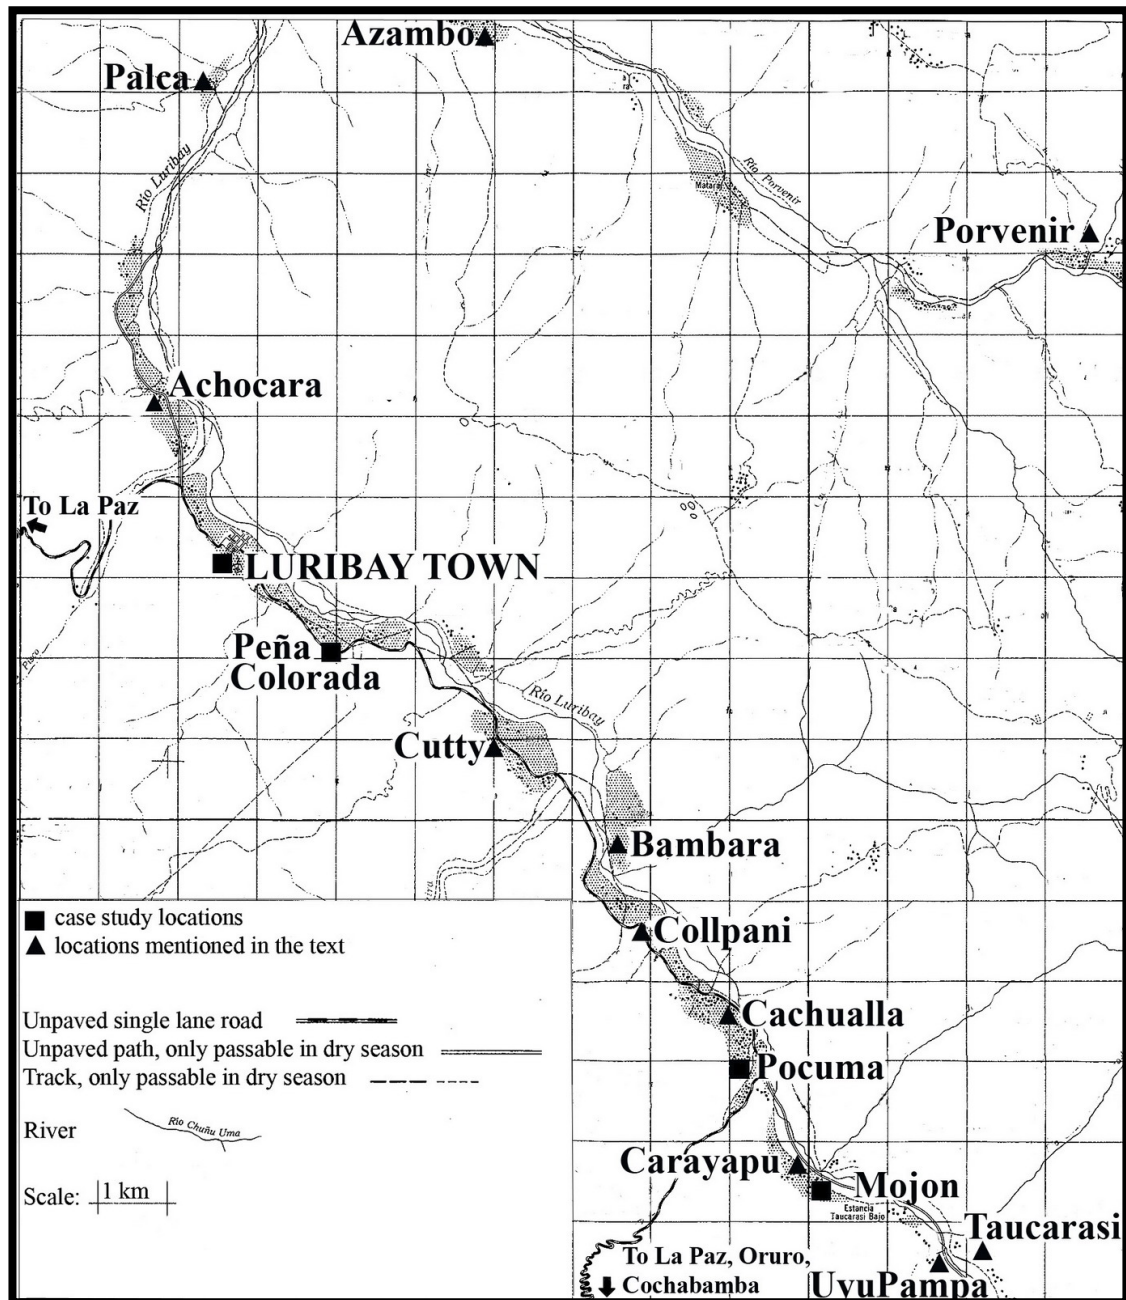 Azambo
Palca
Río Luribay
Río Porvenir
Porvenir
Achocara
To La Paz
LURIBAY TOWN
Peña
Colorada
Río Luribay
Cutty
Bambara
Collpani
Cachualla
Pocuma
Carayapu
Mojon
Estancia
Taucarasi Bajo
Taucarasi
UvuPampa
To La Paz, Oruro,
Cochabamba
case study locations
locations mentioned in the text
Unpaved single lane road
Unpaved path, only passable in dry season
Track, only passable in dry season
River
Río Chuñu Uma
Scale: 1 km